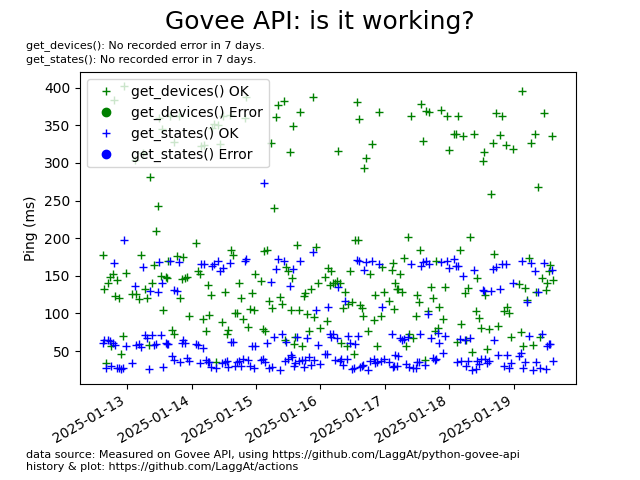 Govee API: is it working?
get_devices(): No recorded error in 7 days.
get_states(): No recorded error in 7 days.
get_devices() OK
get_devices() Error
get_states() OK
get_states() Error
Ping (ms)
400
350
300
250
200
150
100
50
2025-01-13
2025-01-14
2025-01-15
2025-01-16
2025-01-17
2025-01-18
2025-01-19
data source: Measured on Govee API, using https://github.com/LaggAt/python-govee-api
history & plot: https://github.com/LaggAt/actions